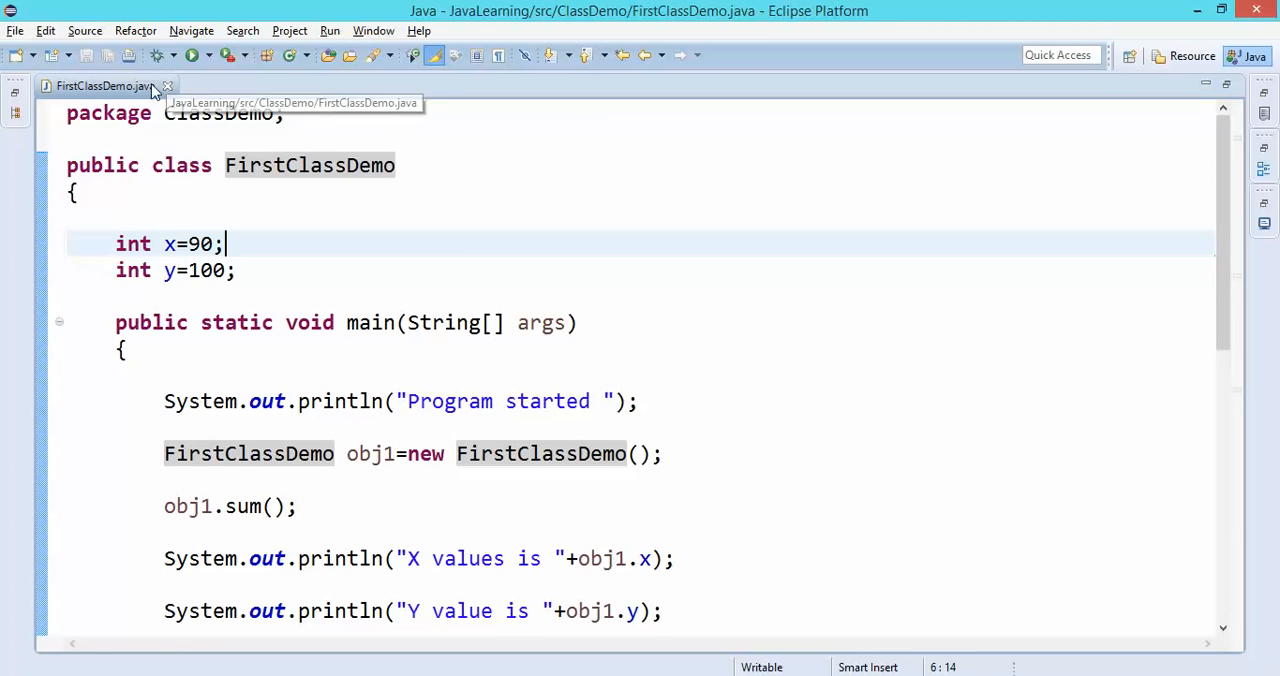 Java - JavaLearning/src/ClassDemo/FirstClassDemo.java - Eclipse Platform
File Edit Source Refactor Navigate Search Project Run Window Help
Quick Access Resource Java
FirstClassDemo.java
JavaLearning/src/ClassDemo/FirstClassDemo.java
package ClassDemo;
public class FirstClassDemo
{
int x=90;
int y=100;
public static void main(String[] args)
{
System.out.println("Program started ");
FirstClassDemo obj1=new FirstClassDemo();
obj1.sum();
System.out.println("X values is "+obj1.x);
System.out.println("Y value is "+obj1.y);
Writable Smart Insert 6 : 14